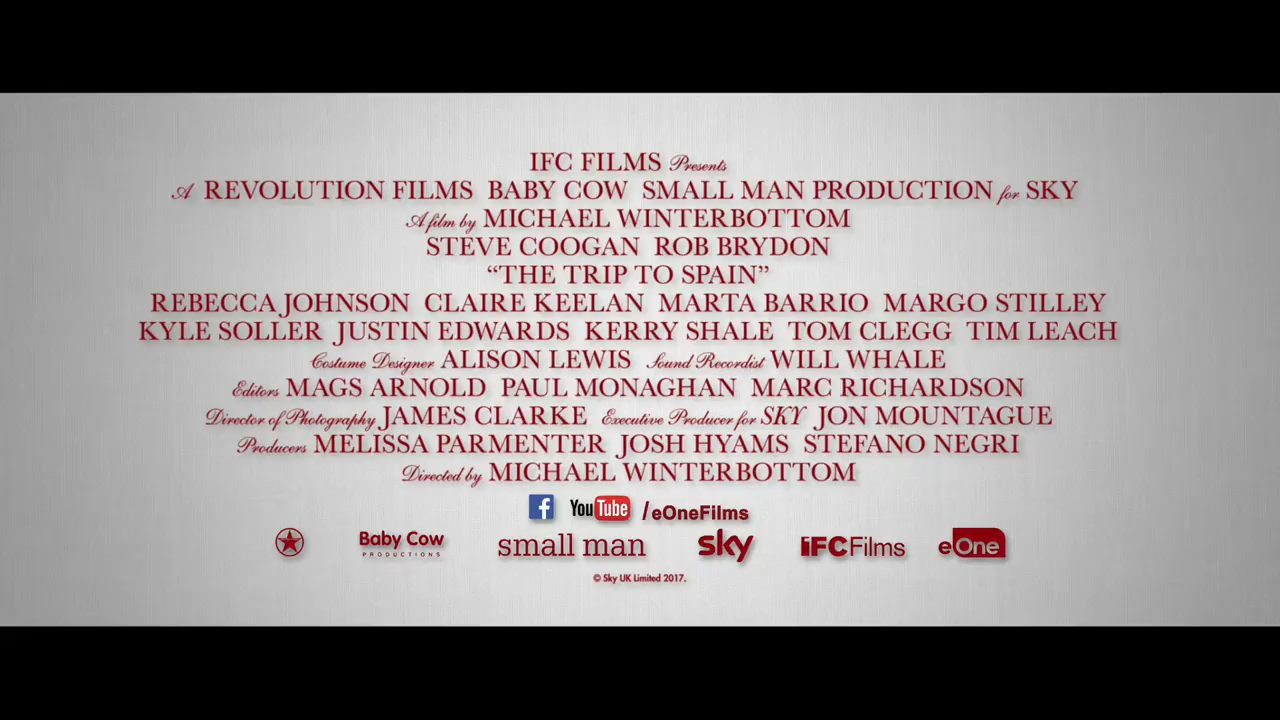 IFC FILMS Presents
A REVOLUTION FILMS BABY COW SMALL MAN PRODUCTION for SKY
A film by MICHAEL WINTERBOTTOM
STEVE COOGAN ROB BRYDON
“THE TRIP TO SPAIN”
REBECCA JOHNSON CLAIRE KEELAN MARTA BARRIO MARGO STILLEY
KYLE SOLLER JUSTIN EDWARDS KERRY SHALE TOM CLEGG TIM LEACH
Costume Designer ALISON LEWIS Sound Recordist WILL WHALE
Editors MAGS ARNOLD PAUL MONAGHAN MARC RICHARDSON
Director of Photography JAMES CLARKE Executive Producer for SKY JON MOUNTAGUE
Producers MELISSA PARMENTER JOSH HYAMS STEFANO NEGRI
Directed by MICHAEL WINTERBOTTOM
f YouTube /eOneFilms
Baby Cow PRODUCTIONS small man sky IFC Films eOne
© Sky UK Limited 2017.